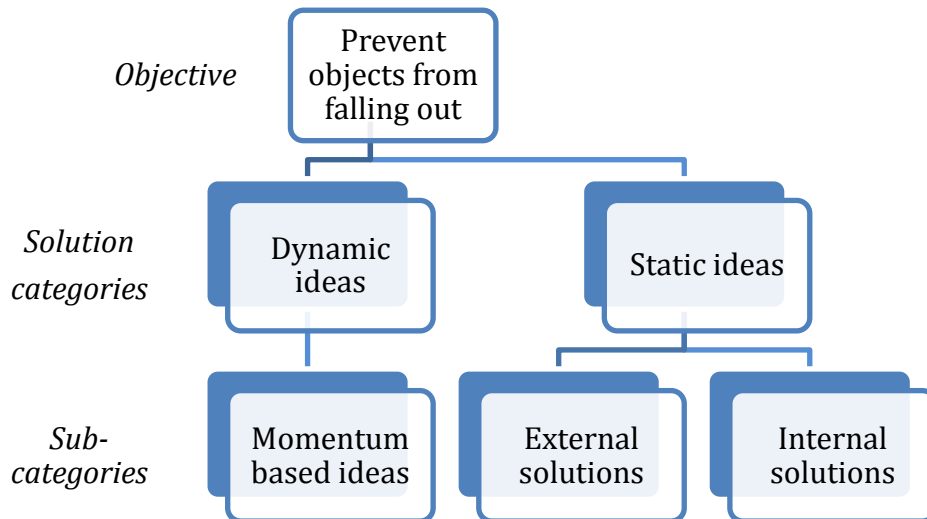 Objective
Prevent
objects from
falling out
Solution
categories
Dynamic
ideas
Static ideas
Sub-
categories
Momentum
based ideas
External
solutions
Internal
solutions